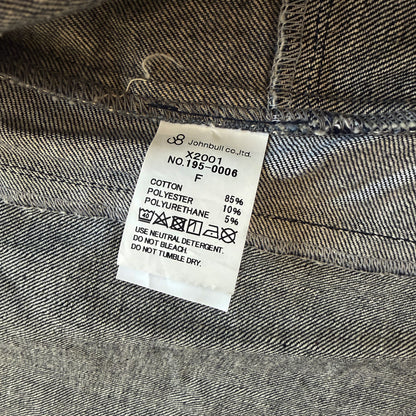 Johnbull co.,ltd.
X2001
NO.195-0006
F
COTTON 85%
POLYESTER 10%
POLYURETHANE 5%
40
USE NEUTRAL DETERGENT.
DO NOT BLEACH.
DO NOT TUMBLE DRY.